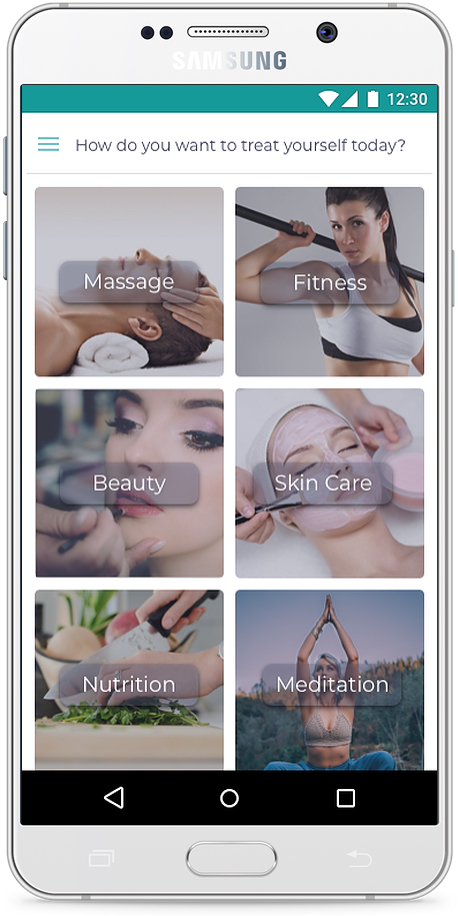 SAMSUNG
12:30
How do you want to treat yourself today?
Massage
Fitness
Beauty
Skin Care
Nutrition
Meditation